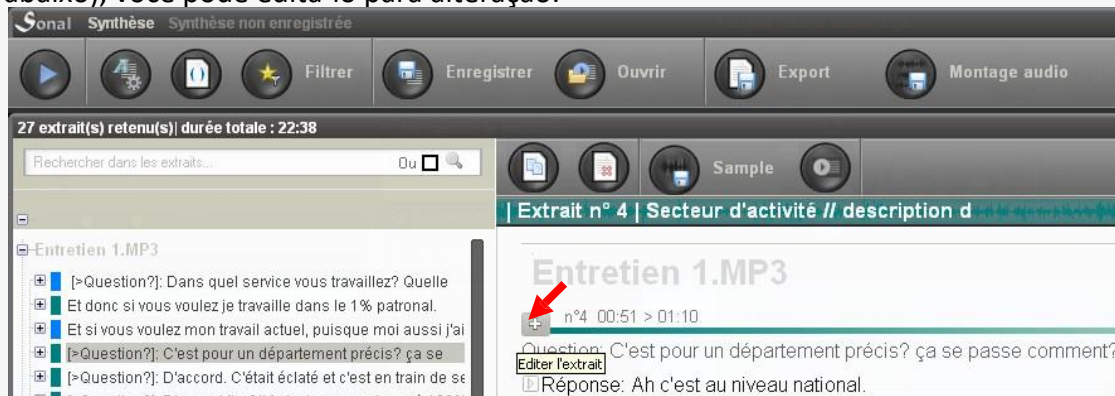 abaixo), você pode editá-lo para alteração.
Sonal Synthèse Synthèse non enregistrée
Filtrer Enregistrer Ouvrir Export Montage audio
27 extrait(s) retenu(s)| durée totale : 22:38
Rechercher dans les extraits... Ou
Sample
| Extrait n° 4 | Secteur d'activité // description d
Entretien 1.MP3
[>Question?]: Dans quel service vous travaillez? Quelle
Et donc si vous voulez je travaille dans le 1% patronal.
Et si vous voulez mon travail actuel, puisque moi aussi j'ai
[>Question?]: C'est pour un département précis? ça se
[>Question?]: D'accord. C'était éclaté et c'est en train de se
Entretien 1.MP3
n°4 00:51 > 01:10
Question: C'est pour un département précis? ça se passe comment?
Editer l'extrait
Réponse: Ah c'est au niveau national.